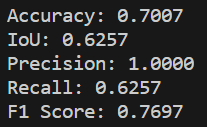 Accuracy: 0.7007
IoU: 0.6257
Precision: 1.0000
Recall: 0.6257
F1 Score: 0.7697